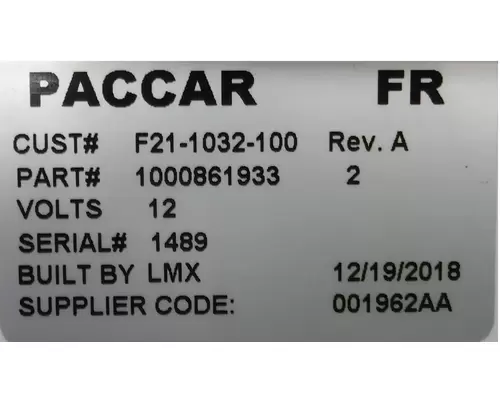 PACCAR FR
CUST# F21-1032-100 Rev. A
PART# 1000861933 2
VOLTS 12
SERIAL# 1489
BUILT BY LMX 12/19/2018
SUPPLIER CODE: 001962AA